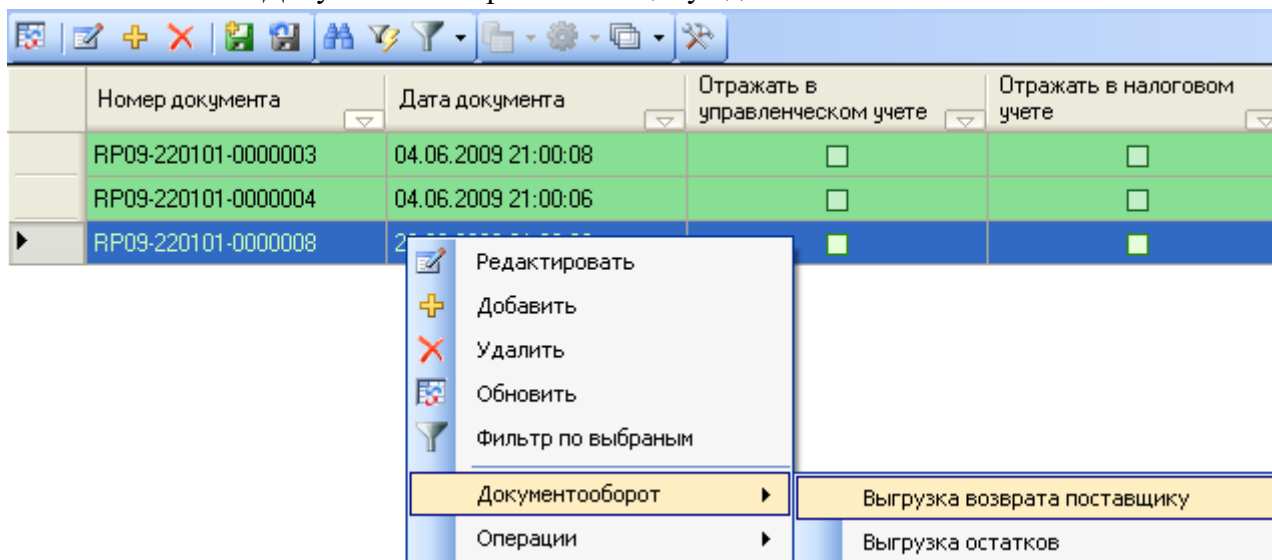 Номер документа
Дата документа
Отражать в
управленческом учете
Отражать в налоговом
учете
RP09-220101-0000003
04.06.2009 21:00:08
RP09-220101-0000004
04.06.2009 21:00:06
RP09-220101-0000008
Редактировать
Добавить
Удалить
Обновить
Фильтр по выбраным
Документооборот
Выгрузка возврата поставщику
Операции
Выгрузка остатков